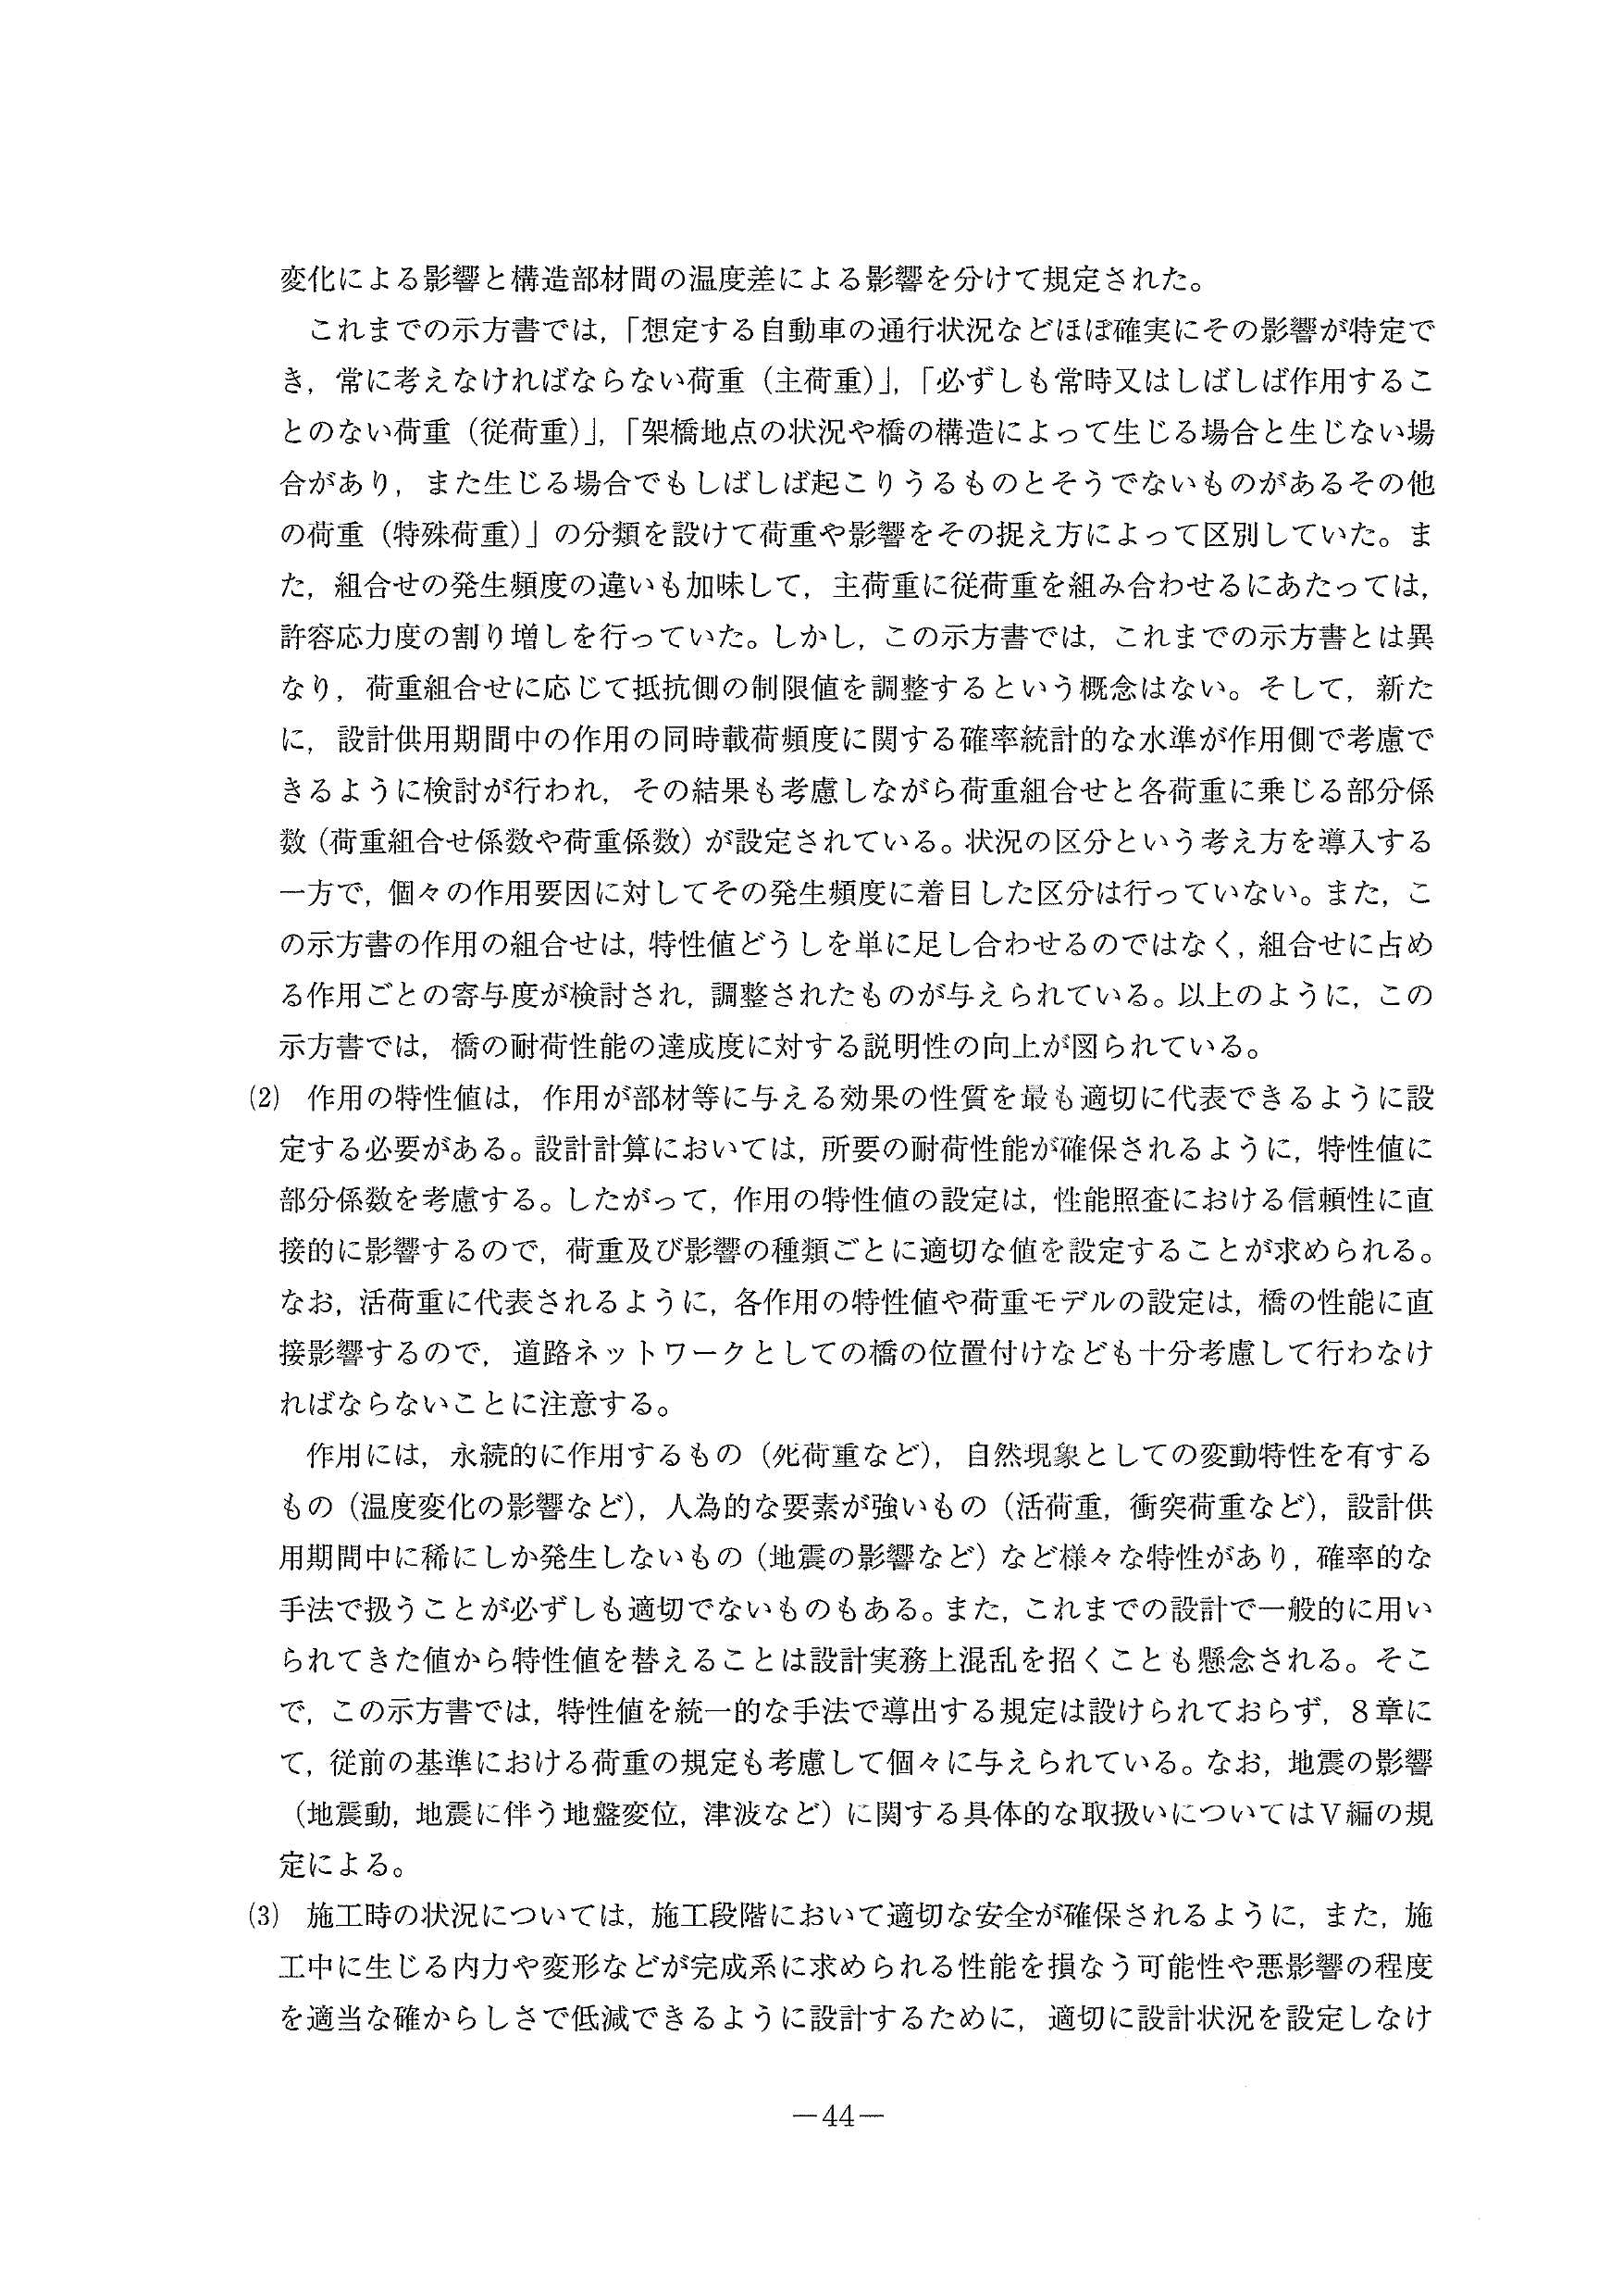 変化による影響と構造部材間の温度差による影響を分けて規定された。
これまでの示方書では，「想定する自動車の通行状況などほぼ確実にその影響が特定で
き，常に考えなければならない荷重（主荷重）」，「必ずしも常時又はしばしば作用するこ
とのない荷重（従荷重）」，「架橋地点の状況や橋の構造によって生じる場合と生じない場
合があり，また生じる場合でもしばしば起こりうるものとそうでないものがあるその他
の荷重（特殊荷重）」の分類を設けて荷重や影響をその捉え方によって区別していた。ま
た，組合せの発生頻度の違いも加味して，主荷重に従荷重を組み合わせるにあたっては，
許容応力度の割り増しを行っていた。しかし，この示方書では，これまでの示方書とは異
なり，荷重組合せに応じて抵抗側の制限値を調整するという概念はない。そして，新た
に，設計供用期間中の作用の同時載荷頻度に関する確率統計的な水準が作用側で考慮で
きるように検討が行われ，その結果も考慮しながら荷重組合せと各荷重に乗じる部分係
数（荷重組合せ係数や荷重係数）が設定されている。状況の区分という考え方を導入する
一方で，個々の作用要因に対してその発生頻度に着目した区分は行っていない。また，こ
の示方書の作用の組合せは，特性値どうしを単に足し合わせるのではなく，組合せに占め
る作用ごとの寄与度が検討され，調整されたものが与えられている。以上のように，この
示方書では，橋の耐荷性能の達成度に対する説明性の向上が図られている。
(2) 作用の特性値は，作用が部材等に与える効果の性質を最も適切に代表できるように設
定する必要がある。設計計算においては，所要の耐荷性能が確保されるように，特性値に
部分係数を考慮する。したがって，作用の特性値の設定は，性能照査における信頼性に直
接的に影響するので，荷重及び影響の種類ごとに適切な値を設定することが求められる。
なお，活荷重に代表されるように，各作用の特性値や荷重モデルの設定は，橋の性能に直
接影響するので，道路ネットワークとしての橋の位置付けなども十分考慮して行わなけ
ればならないことに注意する。
作用には，永続的に作用するもの（死荷重など），自然現象としての変動特性を有する
もの（温度変化の影響など），人為的な要素が強いもの（活荷重，衝突荷重など），設計供
用期間中に稀にしか発生しないもの（地震の影響など）など様々な特性があり，確率的な
手法で扱うことが必ずしも適切でないものもある。また，これまでの設計で一般的に用い
られてきた値から特性値を替えることは設計実務上混乱を招くことも懸念される。そこ
で，この示方書では，特性値を統一的な手法で導出する規定は設けられておらず，８章に
て，従前の基準における荷重の規定も考慮して個々に与えられている。なお，地震の影響
（地震動，地震に伴う地盤変位，津波など）に関する具体的な取扱いについてはⅤ編の規
定による。
(3) 施工時の状況については，施工段階において適切な安全が確保されるように，また，施
工中に生じる内力や変形などが完成系に求められる性能を損なう可能性や悪影響の程度
を適当な確からしさで低減できるように設計するために，適切に設計状況を設定しなけ
―44―